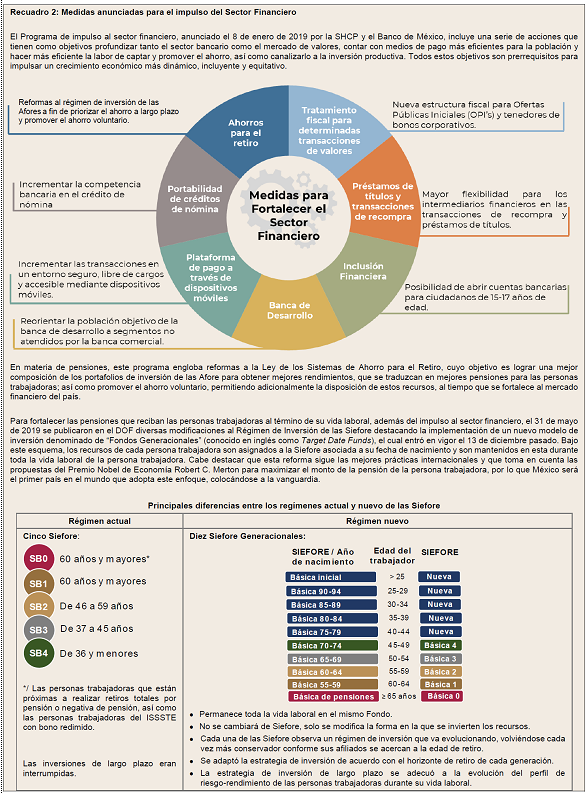 Recuadro 2: Medidas anunciadas para el impulso del Sector Financiero
El Programa de impulso al sector financiero, anunciado el 8 de enero de 2019 por la SHCP y el Banco de México, incluye una serie de acciones que
tienen como objetivos profundizar tanto el sector bancario como el mercado de valores, contar con medios de pago más eficientes para la población y
hacer más eficiente la labor de captar y promover el ahorro, así como canalizarlo a la inversión productiva. Todos estos objetivos son prerrequisitos para
impulsar un crecimiento económico más dinámico, incluyente y equitativo.
Reformas al régimen de inversión de las
Afores a fin de priorizar el ahorro a largo plazo
y promover el ahorro voluntario.
Ahorros
para el
retiro
Tratamiento
fiscal para
determinadas
transacciones
de valores
Nueva estructura fiscal para Ofertas
Públicas Iniciales (OPI's) y tenedores de
bonos corporativos.
Incrementar la competencia
bancaria en el crédito de
nómina
Portabilidad
de créditos
de nómina
Medidas para
Fortalecer el
Sector
Financiero
Préstamos de
títulos y
transacciones
de recompra
Mayor flexibilidad para los
intermediarios financieros en las
transacciones de recompra y
préstamos de títulos.
Incrementar las transacciones en
un entorno seguro, libre de cargos
y accesible mediante dispositivos
móviles.
Plataforma
de pago a
través de
dispositivos
móviles
Inclusión
Financiera
Posibilidad de abrir cuentas bancarias
para ciudadanos de 15-17 años de
edad.
Reorientar la población objetivo de la
banca de desarrollo a segmentos no
atendidos por la banca comercial.
Banca de
Desarrollo
En materia de pensiones, este programa engloba reformas a la Ley de los Sistemas de Ahorro para el Retiro, cuyo objetivo es lograr una mejor
composición de los portafolios de inversión de las Afore para obtener mejores rendimientos, que se traduzcan en mejores pensiones para las personas
trabajadoras; así como promover el ahorro voluntario, permitiendo adicionalmente la disposición de estos recursos, al tiempo que se fortalece al mercado
financiero del país.
Para fortalecer las pensiones que reciban las personas trabajadoras al término de su vida laboral, además del impulso al sector financiero, el 31 de mayo
de 2019 se publicaron en el DOF diversas modificaciones al Régimen de Inversión de las Siefore destacando la implementación de un nuevo modelo de
inversión denominado de "Fondos Generacionales" (conocido en inglés como Target Date Funds), el cual entró en vigor el 13 de diciembre pasado. Bajo
este esquema, los recursos de cada persona trabajadora son asignados a la Siefore asociada a su fecha de nacimiento y son mantenidos en esta durante
toda la vida laboral de la persona trabajadora. Cabe destacar que esta reforma sigue las mejores prácticas internacionales y que toma en cuenta las
propuestas del Premio Nobel de Economía Robert C. Merton para maximizar el monto de la pensión de la persona trabajadora, por lo que México será
el primer país en el mundo que adopta este enfoque, colocándose a la vanguardia.
Principales diferencias entre los regímenes actual y nuevo de las Siefore
Régimen actual
Régimen nuevo
Cinco Siefore:
SB0 60 años y mayores*
SB1 60 años y mayores
SB2 De 46 a 59 años
SB3 De 37 a 45 años
SB4 De 36 y menores
*/ Las personas trabajadoras que están
próximas a realizar retiros totales por
pensión o negativa de pensión, así como
las personas trabajadoras del ISSSTE
con bono redimido.
Las inversiones de largo plazo eran
interrumpidas.
Diez Siefore Generacionales:
SIEFORE / Año de nacimiento Edad del trabajador SIEFORE
Básica inicial > 25 Nueva
Básica 90-94 25-29 Nueva
Básica 85-89 30-34 Nueva
Básica 80-84 35-39 Nueva
Básica 75-79 40-44 Nueva
Básica 70-74 45-49 Básica 4
Básica 65-69 50-54 Básica 3
Básica 60-64 55-59 Básica 2
Básica 55-59 60-64 Básica 1
Básica de pensiones ≥ 65 años Básica 0
• Permanece toda la vida laboral en el mismo Fondo.
• No se cambiará de Siefore, solo se modifica la forma en la que se invierten los recursos.
• Cada una de las Siefore observa un régimen de inversión que va evolucionando, volviéndose cada
vez más conservador conforme sus afiliados se acercan a la edad de retiro.
• Se adaptó la estrategia de inversión de acuerdo con el horizonte de retiro de cada generación.
• La estrategia de inversión de largo plazo se adecuó a la evolución del perfil de
riesgo-rendimiento de las personas trabajadoras durante su vida laboral.